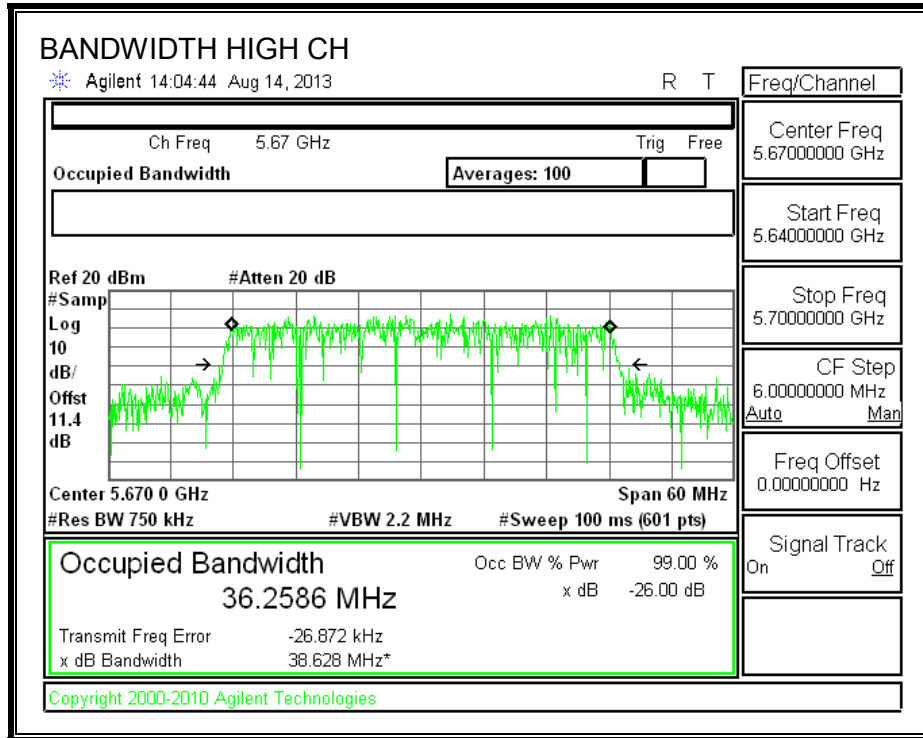 BANDWIDTH HIGH CH
Agilent 14:04:44 Aug 14, 2013 R T
Ch Freq 5.67 GHz Trig Free
Occupied Bandwidth Averages: 100
Ref 20 dBm #Atten 20 dB
#Samp
Log
10
dB/
Offst
11.4
dB
Center 5.670 0 GHz Span 60 MHz
#Res BW 750 kHz #VBW 2.2 MHz #Sweep 100 ms (601 pts)
Occupied Bandwidth Occ BW % Pwr 99.00 %
36.2586 MHz x dB -26.00 dB
Transmit Freq Error -26.872 kHz
x dB Bandwidth 38.628 MHz*
Copyright 2000-2010 Agilent Technologies
Freq/Channel
Center Freq
5.67000000 GHz
Start Freq
5.64000000 GHz
Stop Freq
5.70000000 GHz
CF Step
6.00000000 MHz
Auto Man
Freq Offset
0.00000000 Hz
Signal Track
On Off